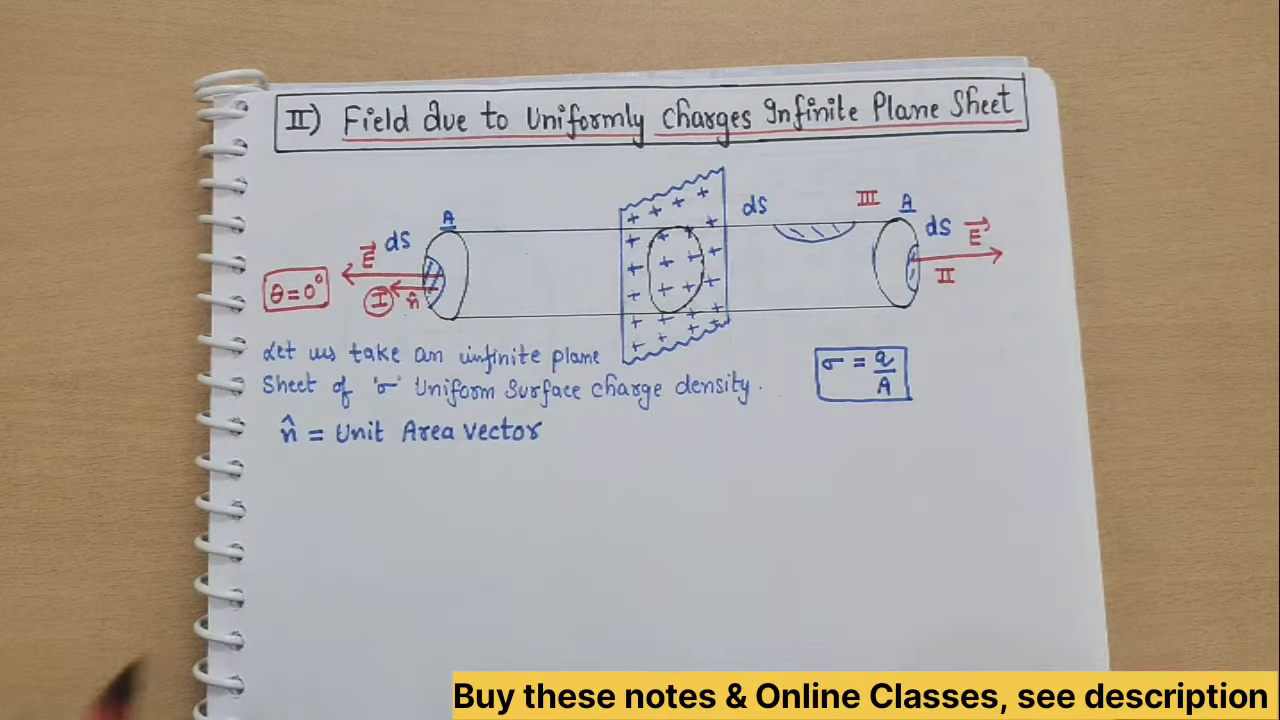 II) Field due to Uniformly Charges Infinite Plane Sheet
A
dS
E⃗
θ = 0°
I
n̂
+ + + +
+ + +
+ + +
+ + +
+ + +
+ + +
dS
III
A
dS
E⃗
II
Let us take an infinite plane
Sheet of 'σ' Uniform Surface charge density.
σ = q/A
n̂ = Unit Area vector
Buy these notes & Online Classes, see description